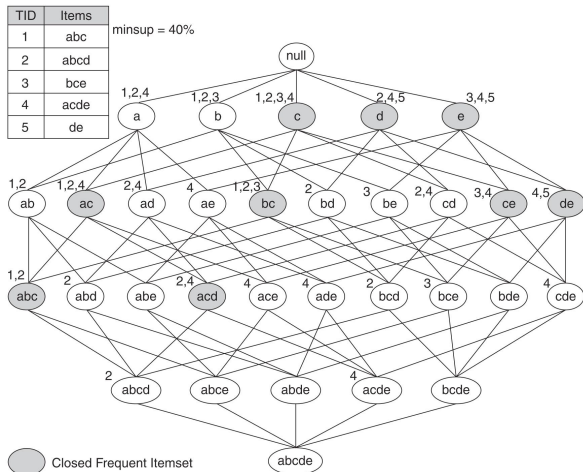 TID Items
1 abc
2 abcd
3 bce
4 acde
5 de
minsup = 40%
null
1,2,4 1,2,3 1,2,3,4 2,4,5 3,4,5
a b c d e
1,2 1,2,4 2,4 4 1,2,3 2 3 2,4 3,4 4,5
ab ac ad ae bc bd be cd ce de
1,2 2 2,4 4 4 2 3 4
abc abd abe acd ace ade bcd bce bde cde
2 4
abcd abce abde acde bcde
abcde
Closed Frequent Itemset